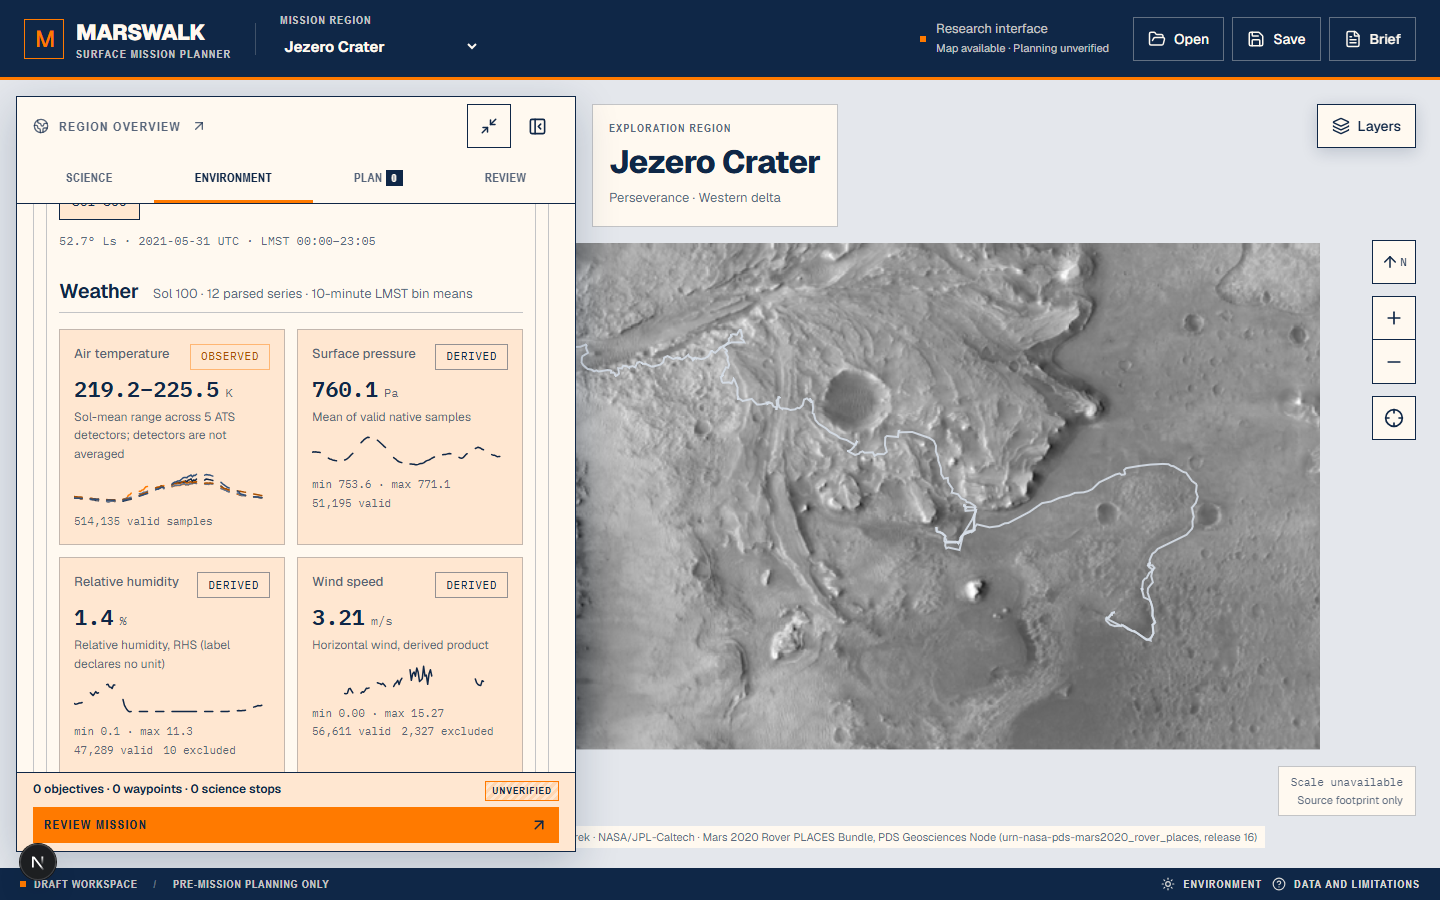 M
MARSWALK
SURFACE MISSION PLANNER
MISSION REGION
Jezero Crater
Research interface
Map available · Planning unverified
Open
Save
Brief
REGION OVERVIEW
SCIENCE
ENVIRONMENT
PLAN 0
REVIEW
52.7° Ls · 2021-05-31 UTC · LMST 00:00–23:05
Weather
Sol 100 · 12 parsed series · 10-minute LMST bin means
Air temperature
OBSERVED
219.2–225.5 K
Sol-mean range across 5 ATS
detectors; detectors are not
averaged
514,135 valid samples
Surface pressure
DERIVED
760.1 Pa
Mean of valid native samples
min 753.6 · max 771.1
51,195 valid
Relative humidity
DERIVED
1.4 %
Relative humidity, RHS (label
declares no unit)
min 0.1 · max 11.3
47,289 valid 10 excluded
Wind speed
DERIVED
3.21 m/s
Horizontal wind, derived product
min 0.00 · max 15.27
56,611 valid 2,327 excluded
0 objectives · 0 waypoints · 0 science stops
UNVERIFIED
REVIEW MISSION
EXPLORATION REGION
Jezero Crater
Perseverance · Western delta
Layers
N
Scale unavailable
Source footprint only
· NASA/JPL-Caltech · Mars 2020 Rover PLACES Bundle, PDS Geosciences Node (urn-nasa-pds-mars2020_rover_places, release 16)
N
DRAFT WORKSPACE / PRE-MISSION PLANNING ONLY
ENVIRONMENT
DATA AND LIMITATIONS